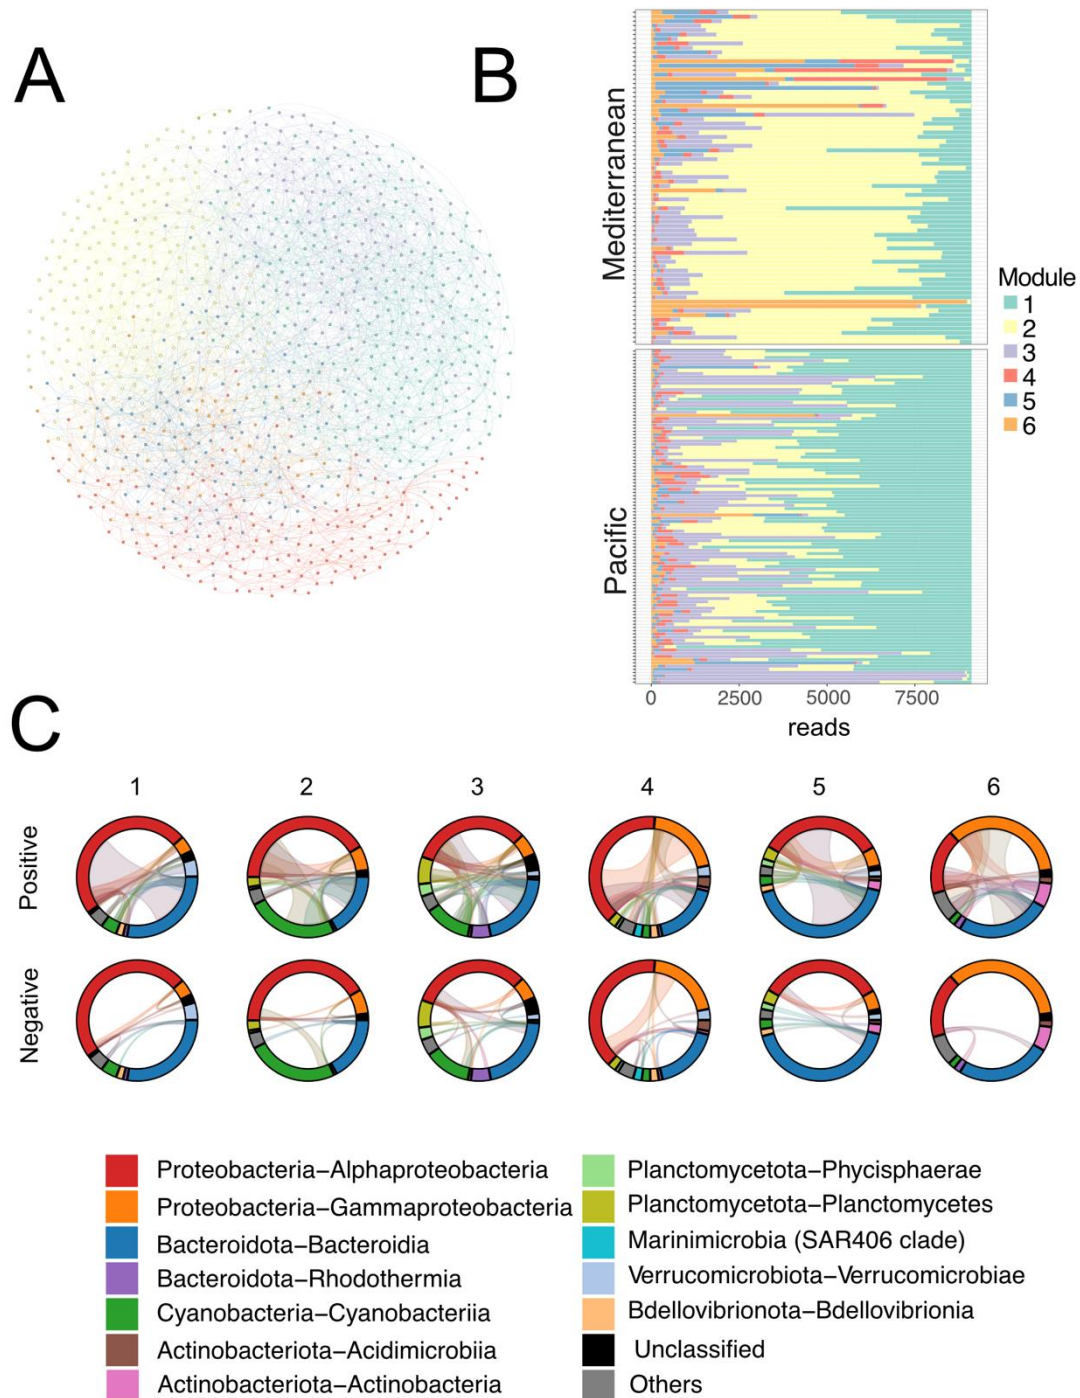 A
B
Mediterranean
Pacific
Module
1
2
3
4
5
6
0 2500 5000 7500
reads
C
1 2 3 4 5 6
Positive
Negative
Proteobacteria–Alphaproteobacteria
Proteobacteria–Gammaproteobacteria
Bacteroidota–Bacteroidia
Bacteroidota–Rhodothermia
Cyanobacteria–Cyanobacteriia
Actinobacteriota–Acidimicrobiia
Actinobacteriota–Actinobacteria
Planctomycetota–Phycisphaerae
Planctomycetota–Planctomycetes
Marinimicrobia (SAR406 clade)
Verrucomicrobiota–Verrucomicrobiae
Bdellovibrionota–Bdellovibrionia
Unclassified
Others